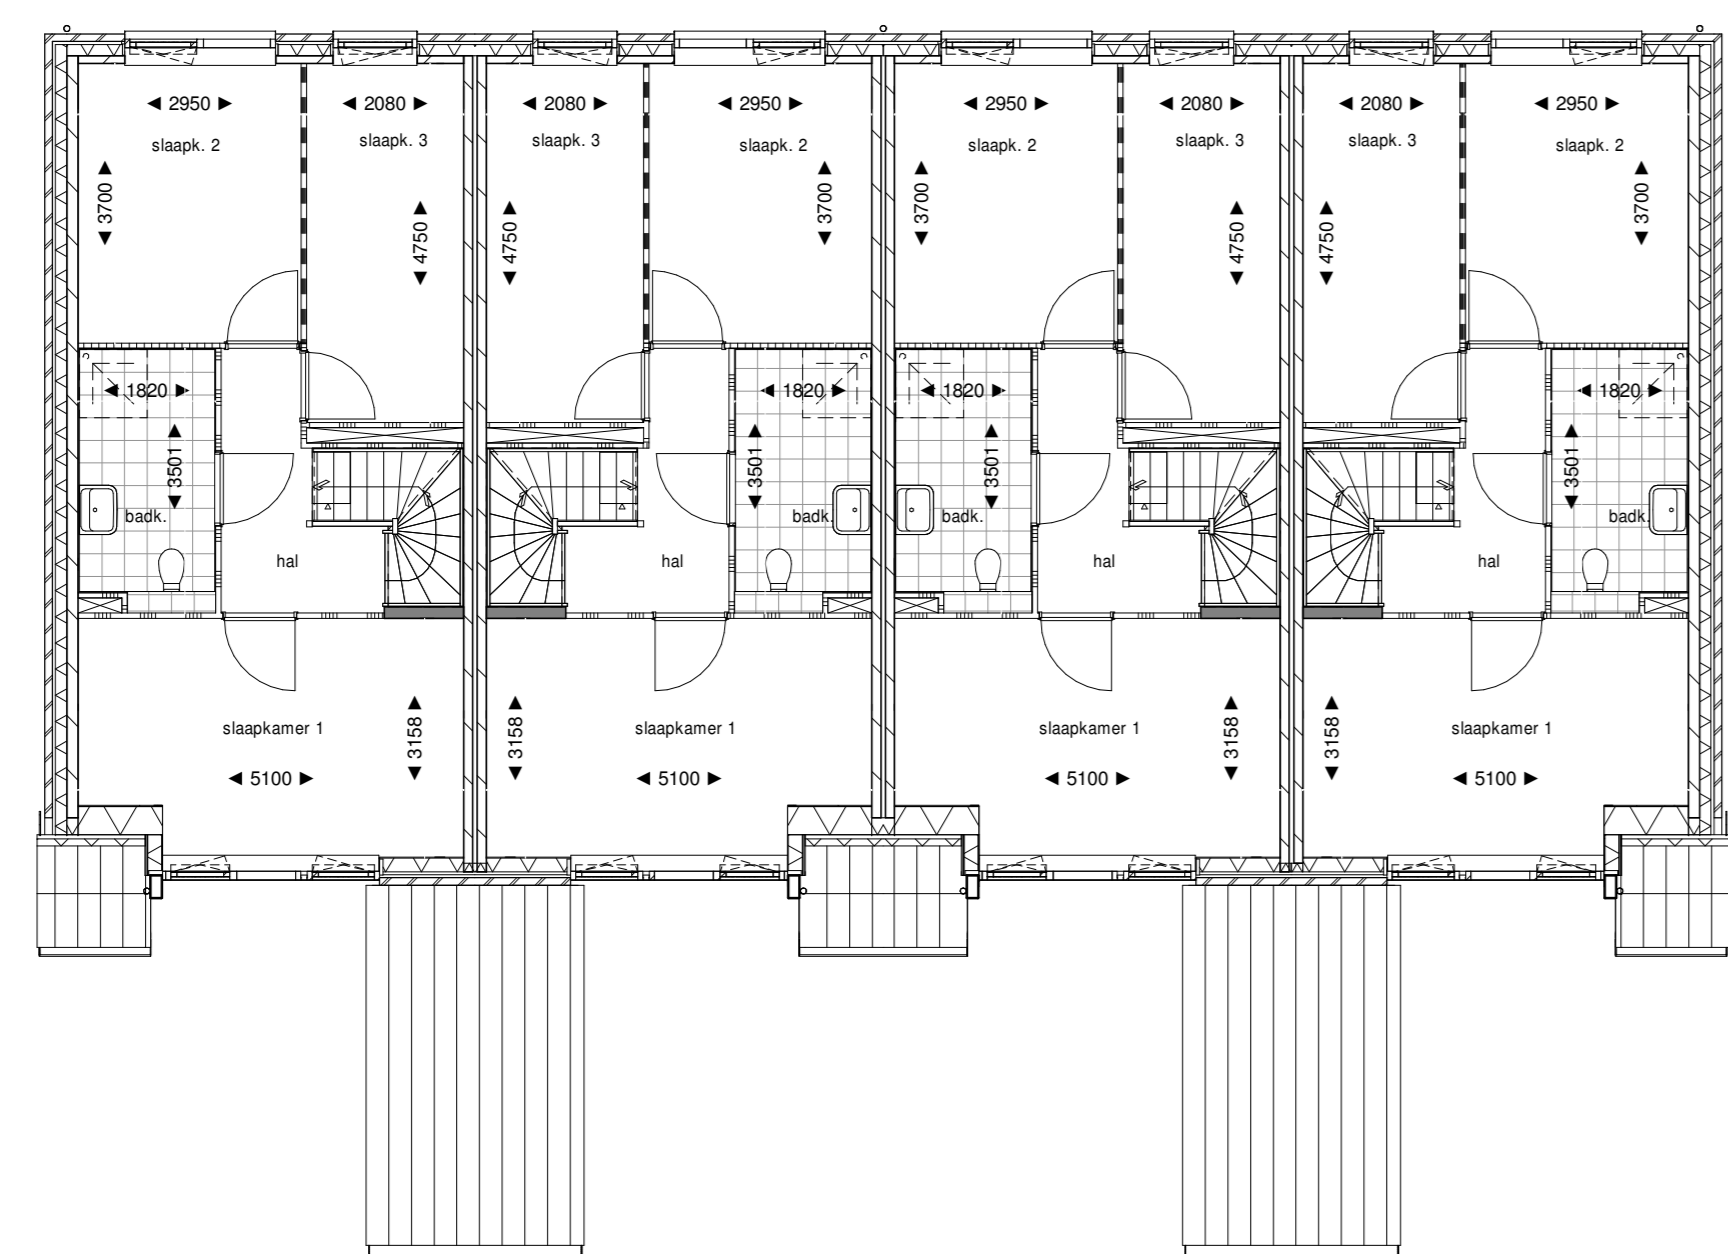 2950 2080 2080 2950 2950 2080 2080 2950
slaapk. 2 slaapk. 3 slaapk. 3 slaapk. 2 slaapk. 2 slaapk. 3 slaapk. 3 slaapk. 2
3700 4750 4750 3700 3700 4750 4750 3700
1820 1820 1820 1820
3501 3501 3501 3501
badk. badk. badk. badk.
hal hal hal hal
slaapkamer 1 slaapkamer 1 slaapkamer 1 slaapkamer 1
3158 3158 3158 3158
5100 5100 5100 5100